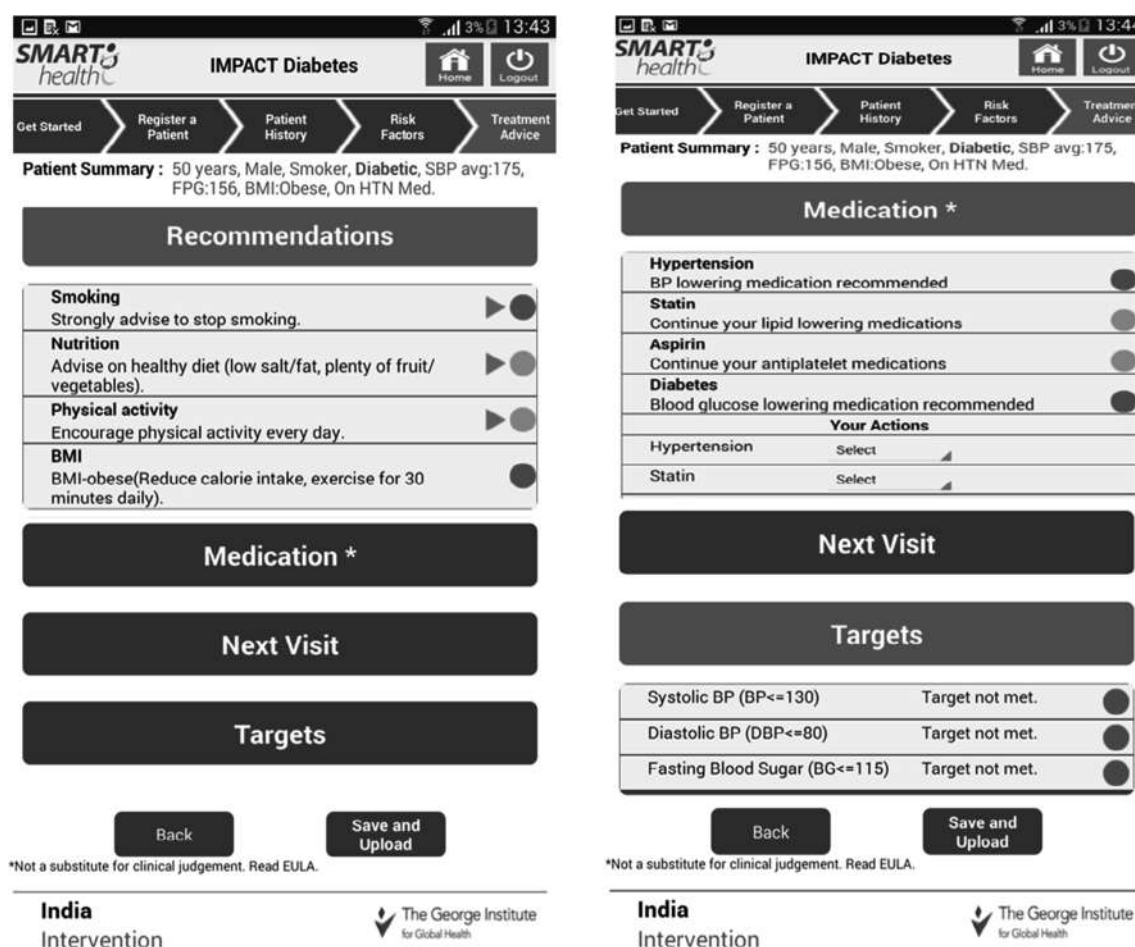 3% 13:43
SMART
health
IMPACT Diabetes
Home
Logout
Get Started
Register a
Patient
Patient
History
Risk
Factors
Treatment
Advice
Patient Summary : 50 years, Male, Smoker, Diabetic, SBP avg:175,
FPG:156, BMI:Obese, On HTN Med.
Recommendations
Smoking
Strongly advise to stop smoking.
Nutrition
Advise on healthy diet (low salt/fat, plenty of fruit/
vegetables).
Physical activity
Encourage physical activity every day.
BMI
BMI-obese(Reduce calorie intake, exercise for 30
minutes daily).
Medication *
Next Visit
Targets
Back
Save and
Upload
*Not a substitute for clinical judgement. Read EULA.
India
Intervention
The George Institute
for Global Health
3% 13:44
SMART
health
IMPACT Diabetes
Home
Logout
Get Started
Register a
Patient
Patient
History
Risk
Factors
Treatmen
Advice
Patient Summary : 50 years, Male, Smoker, Diabetic, SBP avg:175,
FPG:156, BMI:Obese, On HTN Med.
Medication *
Hypertension
BP lowering medication recommended
Statin
Continue your lipid lowering medications
Aspirin
Continue your antiplatelet medications
Diabetes
Blood glucose lowering medication recommended
Your Actions
Hypertension Select
Statin Select
Next Visit
Targets
Systolic BP (BP<=130) Target not met.
Diastolic BP (DBP<=80) Target not met.
Fasting Blood Sugar (BG<=115) Target not met.
Back
Save and
Upload
*Not a substitute for clinical judgement. Read EULA.
India
Intervention
The George Institute
for Global Health